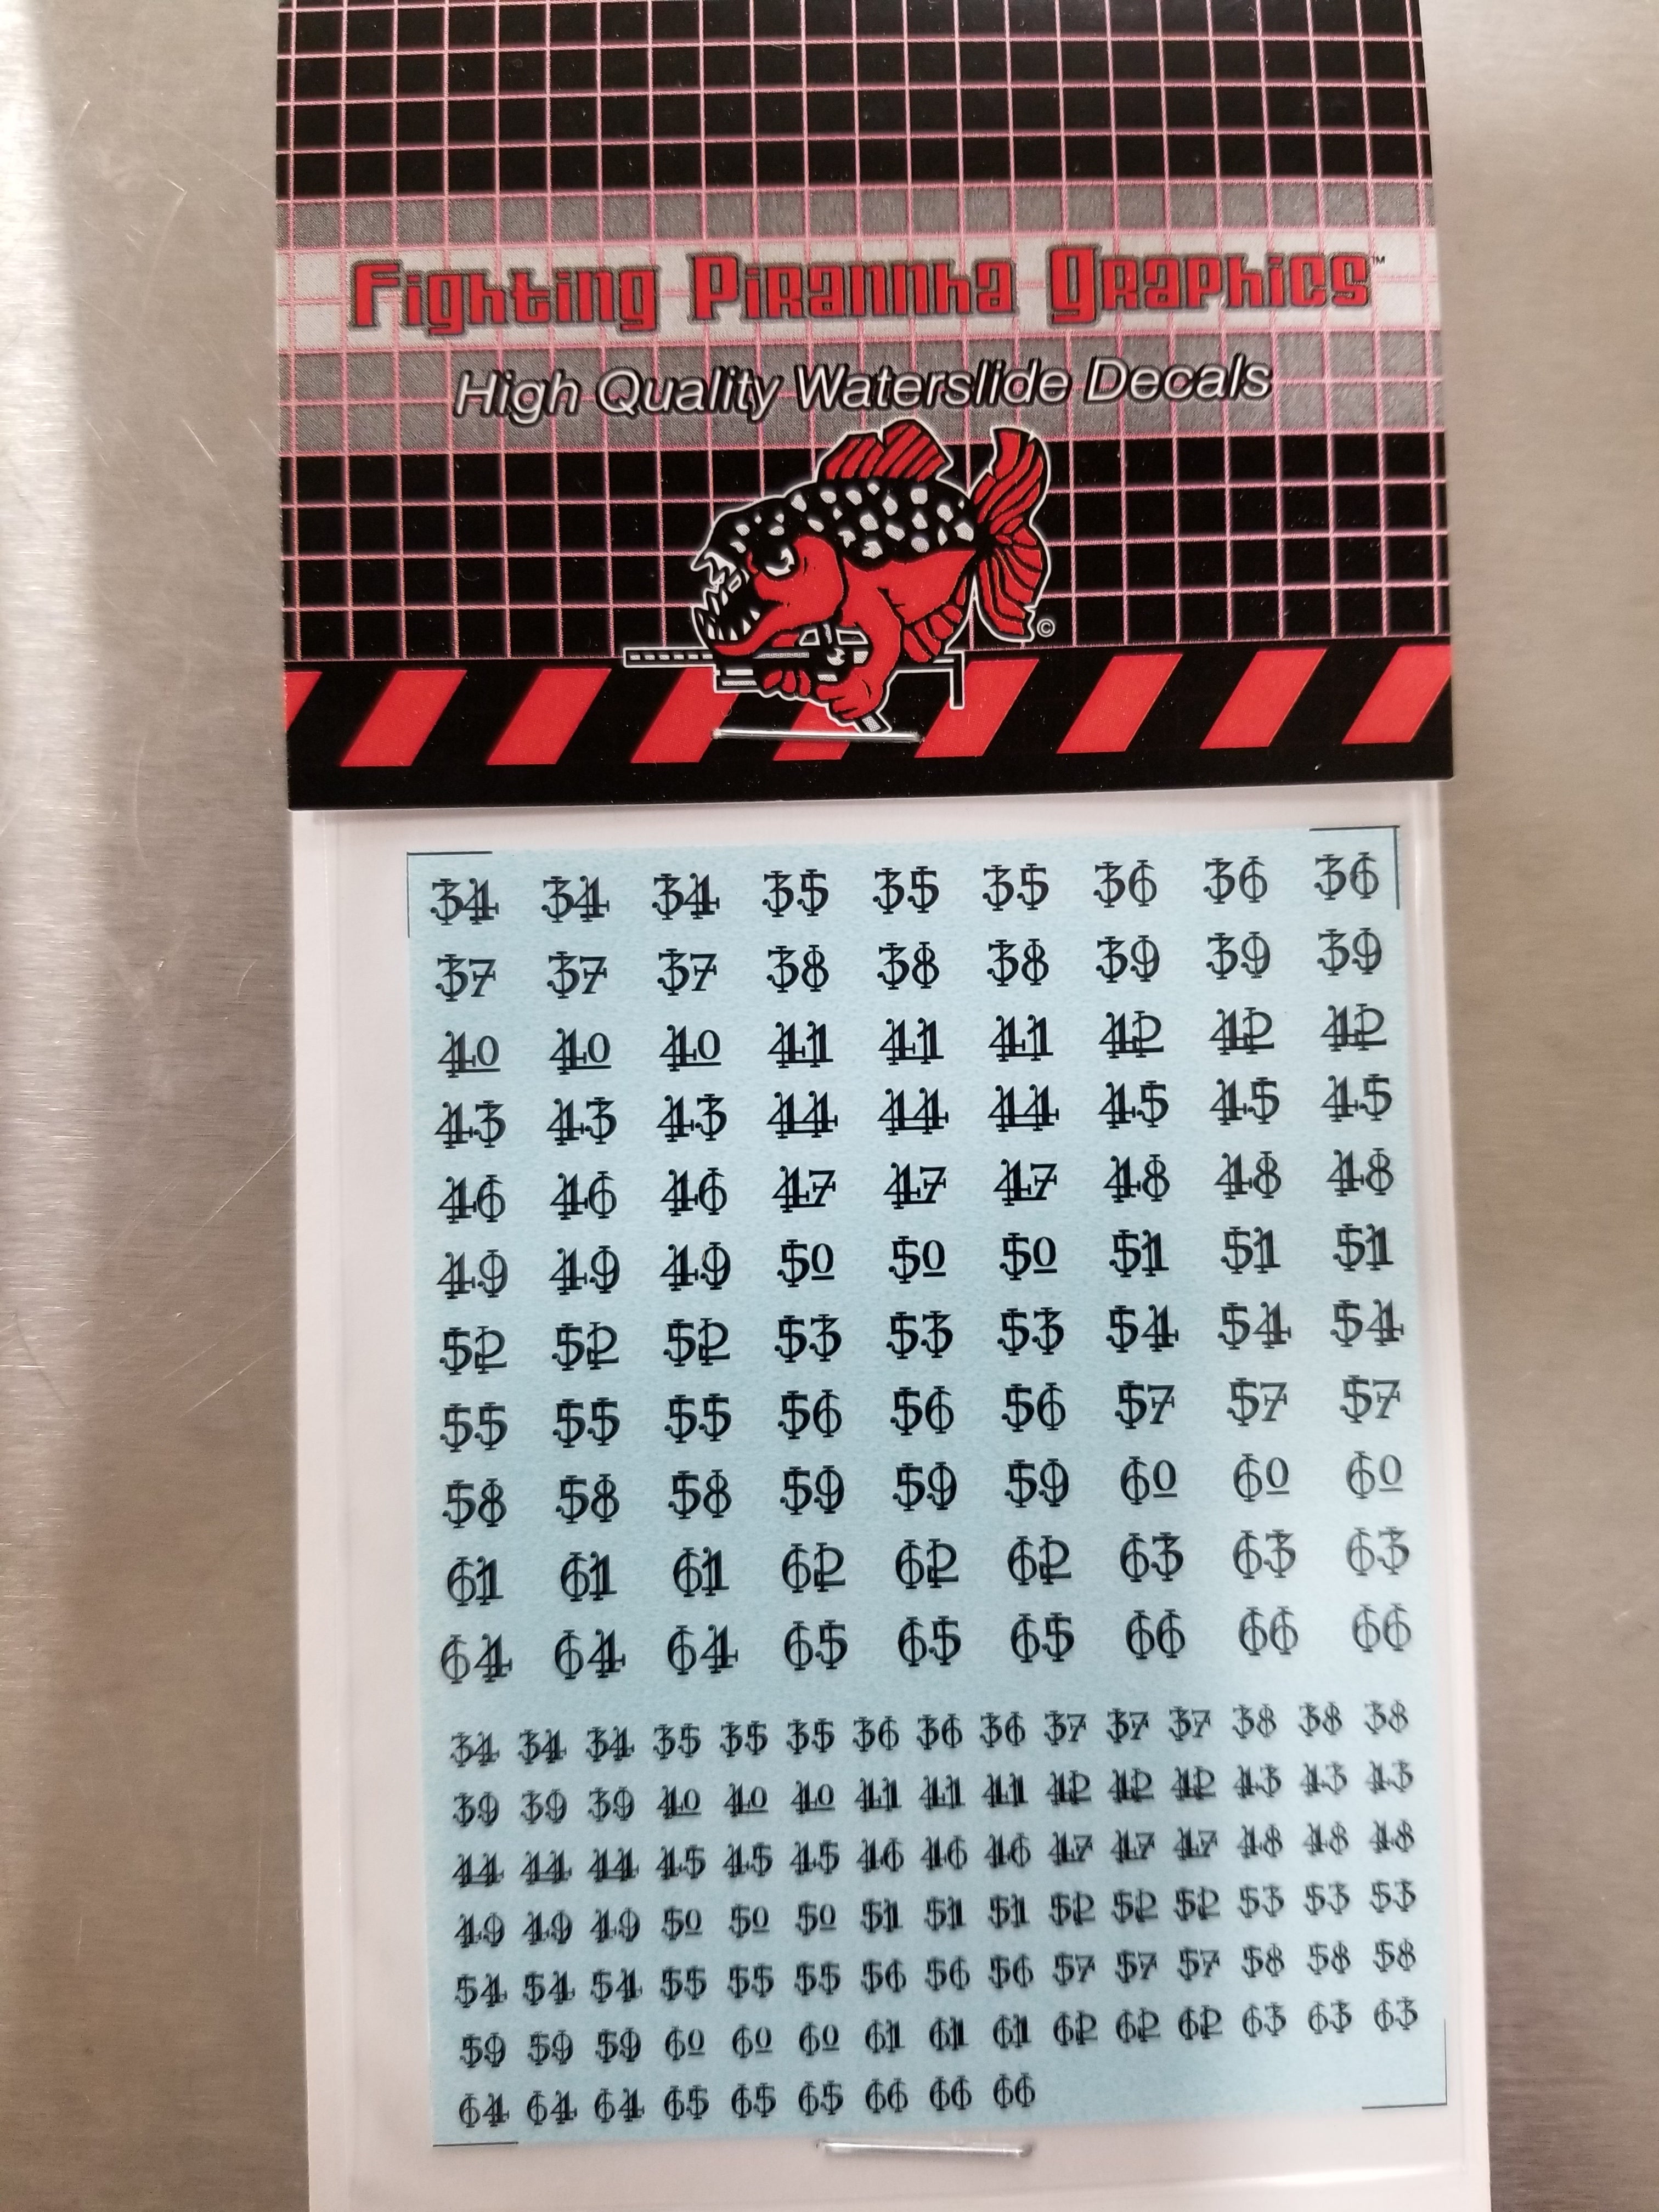 Fighting Piranha Graphics™
High Quality Waterslide Decals
©
34 34 34 35 35 35 36 36 36
37 37 37 38 38 38 39 39 39
40 40 40 41 41 41 42 42 42
43 43 43 44 44 44 45 45 45
46 46 46 47 47 47 48 48 48
49 49 49 50 50 50 51 51 51
52 52 52 53 53 53 54 54 54
55 55 55 56 56 56 57 57 57
58 58 58 59 59 59 60 60 60
61 61 61 62 62 62 63 63 63
64 64 64 65 65 65 66 66 66
34 34 34 35 35 35 36 36 36 37 37 37 38 38 38
39 39 39 40 40 40 41 41 41 42 42 42 43 43 43
44 44 44 45 45 45 46 46 46 47 47 47 48 48 48
49 49 49 50 50 50 51 51 51 52 52 52 53 53 53
54 54 54 55 55 55 56 56 56 57 57 57 58 58 58
59 59 59 60 60 60 61 61 61 62 62 62 63 63 63
64 64 64 65 65 65 66 66 66